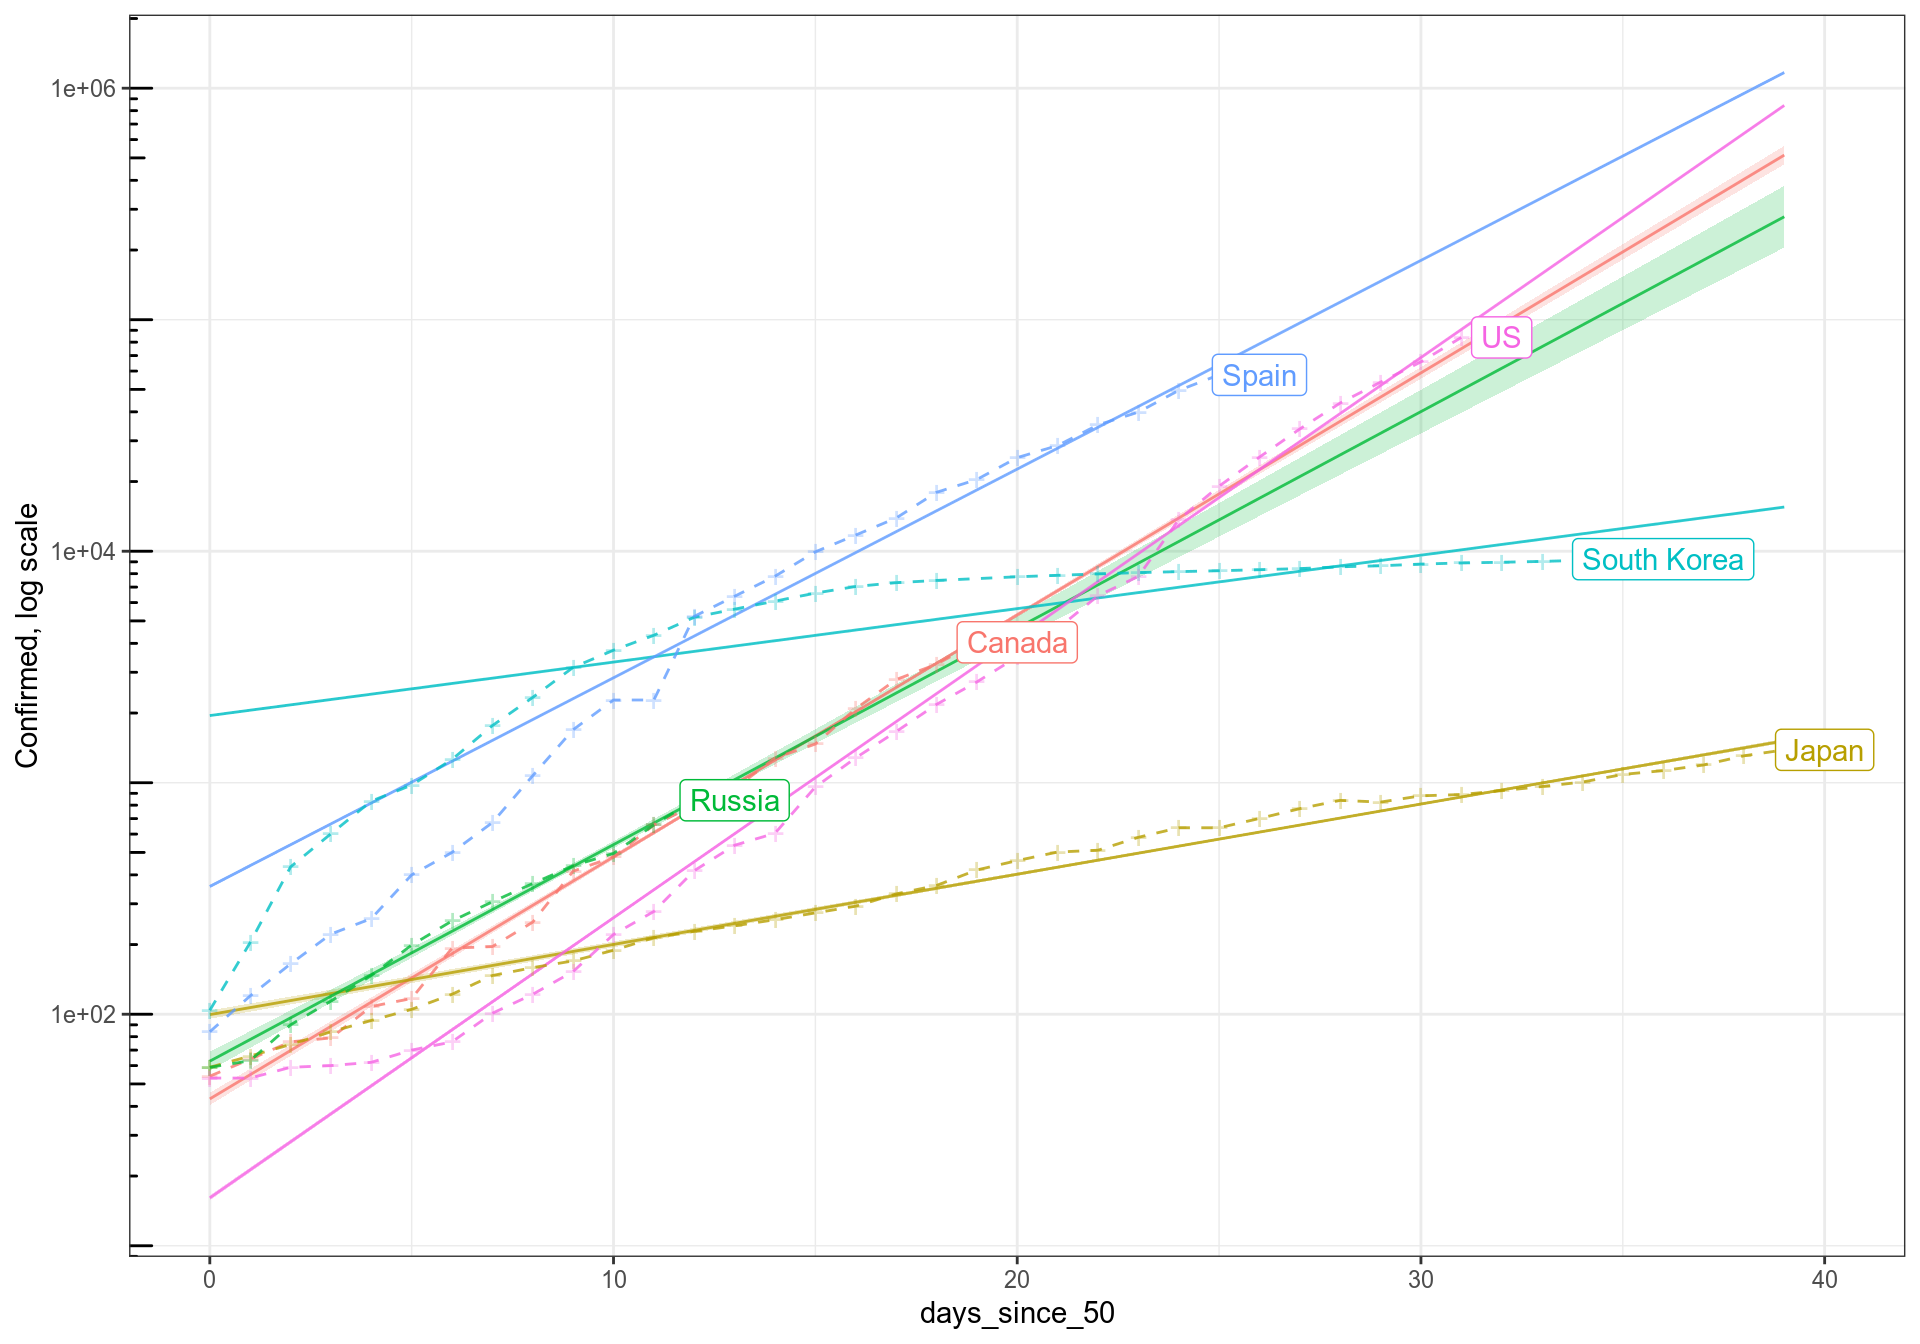 1e+06
1e+04
1e+02
Confirmed, log scale
US
Spain
South Korea
Canada
Japan
Russia
0
10
20
30
40
days_since_50